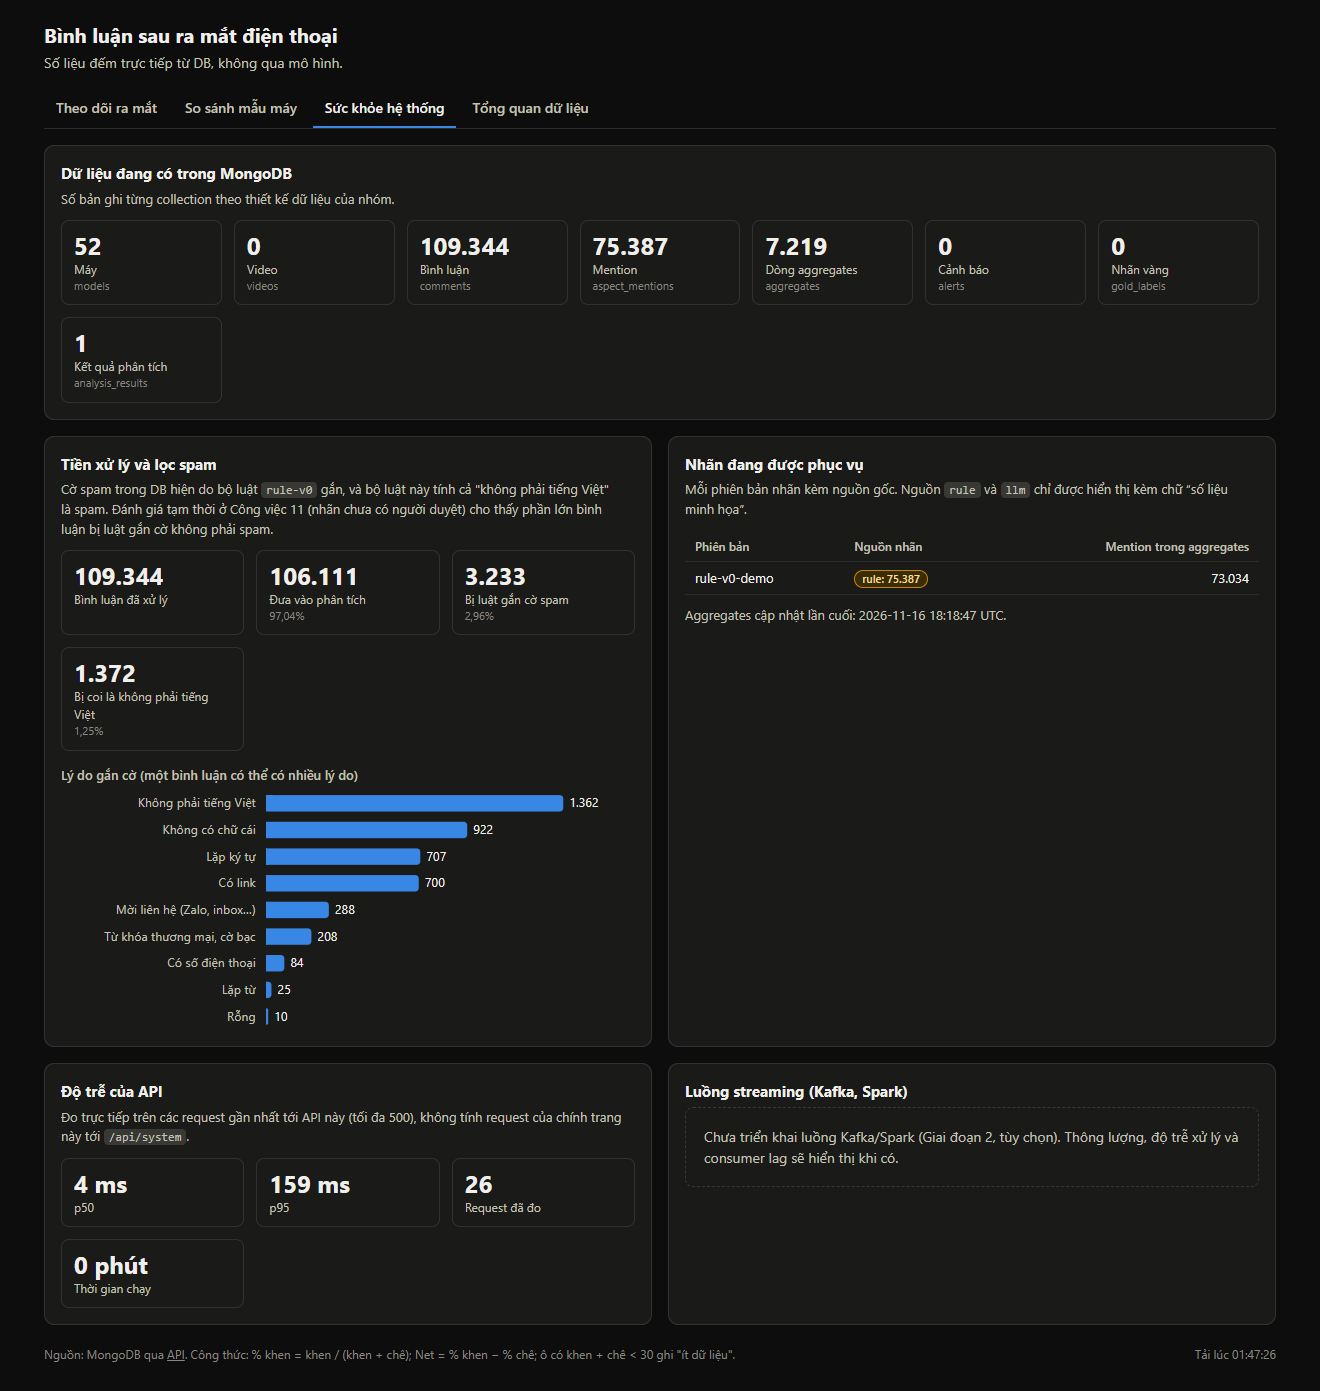 Bình luận sau ra mắt điện thoại
Số liệu đếm trực tiếp từ DB, không qua mô hình.
Theo dõi ra mắt
So sánh mẫu máy
Sức khỏe hệ thống
Tổng quan dữ liệu
Dữ liệu đang có trong MongoDB
Số bản ghi từng collection theo thiết kế dữ liệu của nhóm.
52
Máy
models
0
Video
videos
109.344
Bình luận
comments
75.387
Mention
aspect_mentions
7.219
Dòng aggregates
aggregates
0
Cảnh báo
alerts
0
Nhãn vàng
gold_labels
1
Kết quả phân tích
analysis_results
Tiền xử lý và lọc spam
Cờ spam trong DB hiện do bộ luật rule-v0 gắn, và bộ luật này tính cả "không phải tiếng Việt"
là spam. Đánh giá tạm thời ở Công việc 11 (nhãn chưa có người duyệt) cho thấy phần lớn bình
luận bị luật gắn cờ không phải spam.
109.344
Bình luận đã xử lý
106.111
Đưa vào phân tích
97,04%
3.233
Bị luật gắn cờ spam
2,96%
1.372
Bị coi là không phải tiếng
Việt
1,25%
Lý do gắn cờ (một bình luận có thể có nhiều lý do)
Không phải tiếng Việt 1.362
Không có chữ cái 922
Lặp ký tự 707
Có link 700
Mời liên hệ (Zalo, inbox...) 288
Từ khóa thương mại, cờ bạc 208
Có số điện thoại 84
Lặp từ 25
Rỗng 10
Nhãn đang được phục vụ
Mỗi phiên bản nhãn kèm nguồn gốc. Nguồn rule và llm chỉ được hiển thị kèm chữ “số liệu
minh họa”.
Phiên bản Nguồn nhãn Mention trong aggregates
rule-v0-demo rule: 75.387 73.034
Aggregates cập nhật lần cuối: 2026-11-16 18:18:47 UTC.
Độ trễ của API
Đo trực tiếp trên các request gần nhất tới API này (tối đa 500), không tính request của chính trang
này tới /api/system.
4 ms
p50
159 ms
p95
26
Request đã đo
0 phút
Thời gian chạy
Luồng streaming (Kafka, Spark)
Chưa triển khai luồng Kafka/Spark (Giai đoạn 2, tùy chọn). Thông lượng, độ trễ xử lý và
consumer lag sẽ hiển thị khi có.
Nguồn: MongoDB qua API. Công thức: % khen = khen / (khen + chê); Net = % khen − % chê; ô có khen + chê < 30 ghi "ít dữ liệu".
Tải lúc 01:47:26